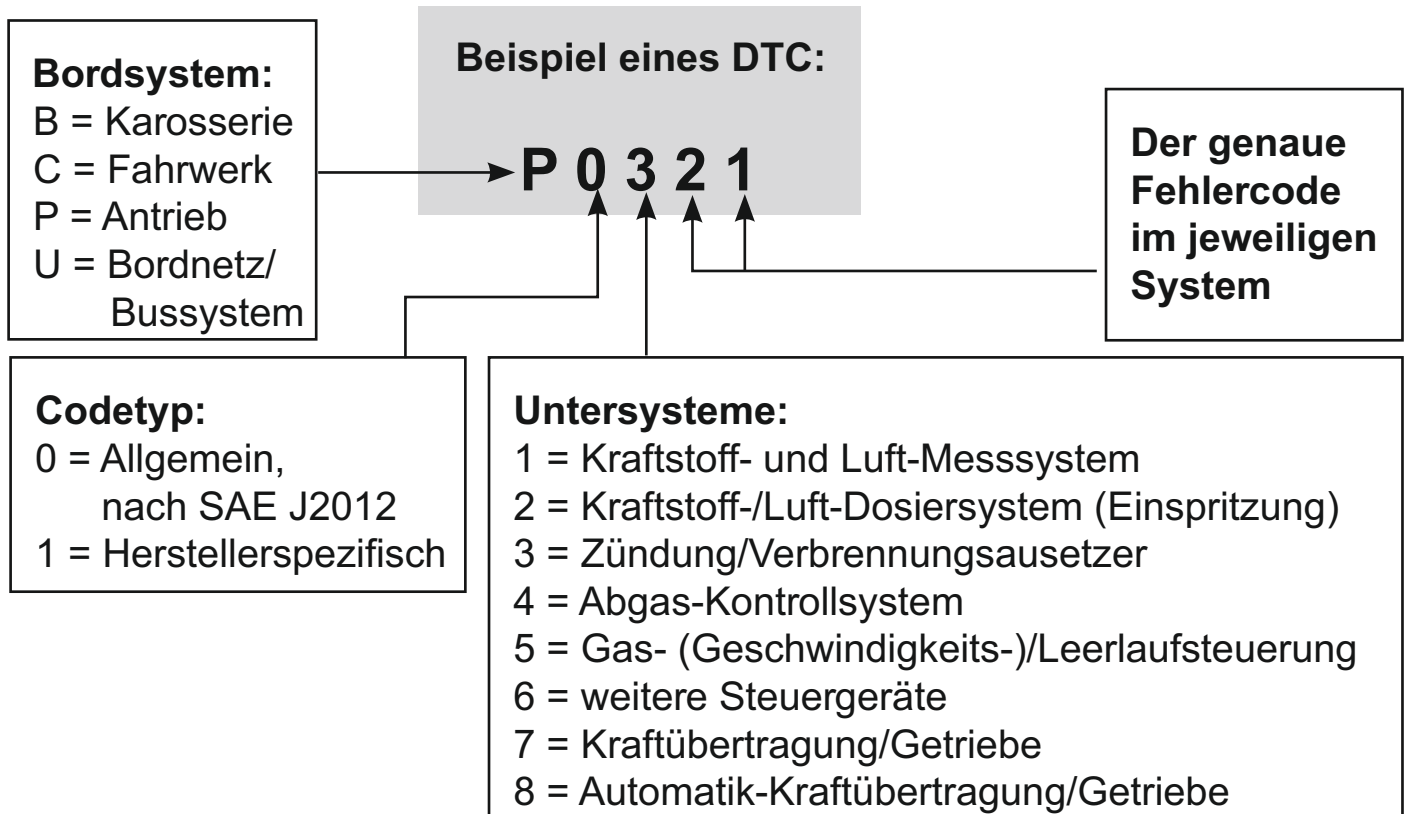 Beispiel eines DTC:
P 0 3 2 1
Bordsystem:
B = Karosserie
C = Fahrwerk
P = Antrieb
U = Bordnetz/
Bussystem
Der genaue
Fehlercode
im jeweiligen
System
Codetyp:
0 = Allgemein,
nach SAE J2012
1 = Herstellerspezifisch
Untersysteme:
1 = Kraftstoff- und Luft-Messsystem
2 = Kraftstoff-/Luft-Dosiersystem (Einspritzung)
3 = Zündung/Verbrennungsausetzer
4 = Abgas-Kontrollsystem
5 = Gas- (Geschwindigkeits-)/Leerlaufsteuerung
6 = weitere Steuergeräte
7 = Kraftübertragung/Getriebe
8 = Automatik-Kraftübertragung/Getriebe